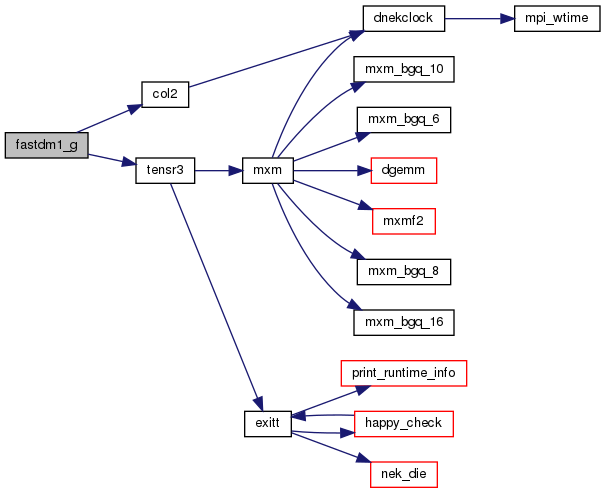 dnekclock
mpi_wtime
mxm_bgq_10
col2
mxm_bgq_6
fastdm1_g
tensr3
mxm
dgemm
mxmf2
mxm_bgq_8
mxm_bgq_16
print_runtime_info
exitt
happy_check
nek_die